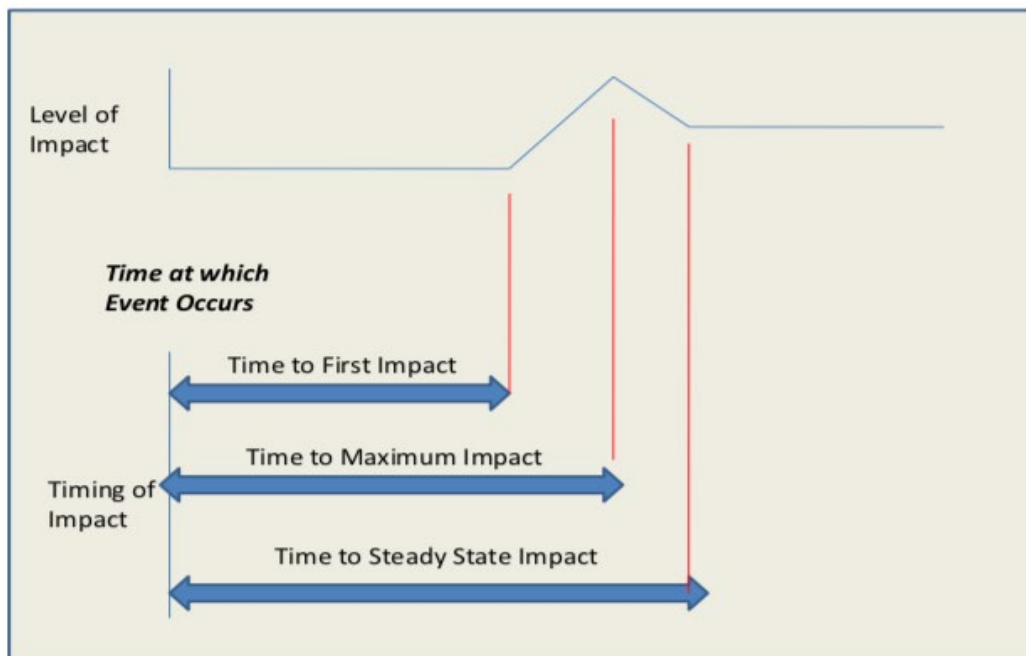 Level of
Impact
Time at which
Event Occurs
Time to First Impact
Time to Maximum Impact
Timing of
Impact
Time to Steady State Impact